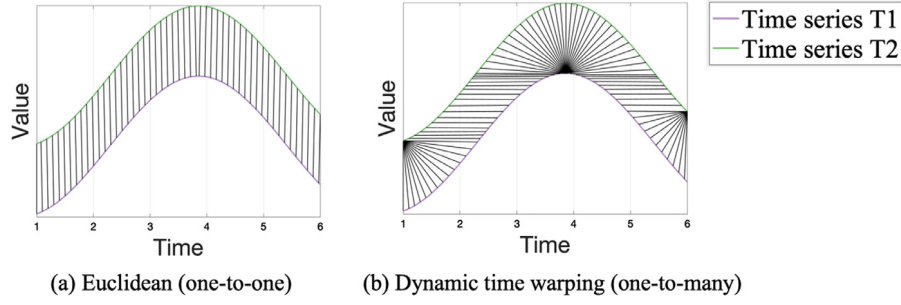 Value
1 2 3 4 5 6
Time
(a) Euclidean (one-to-one)
Value
1 2 3 4 5 6
Time
(b) Dynamic time warping (one-to-many)
Time series T1
Time series T2